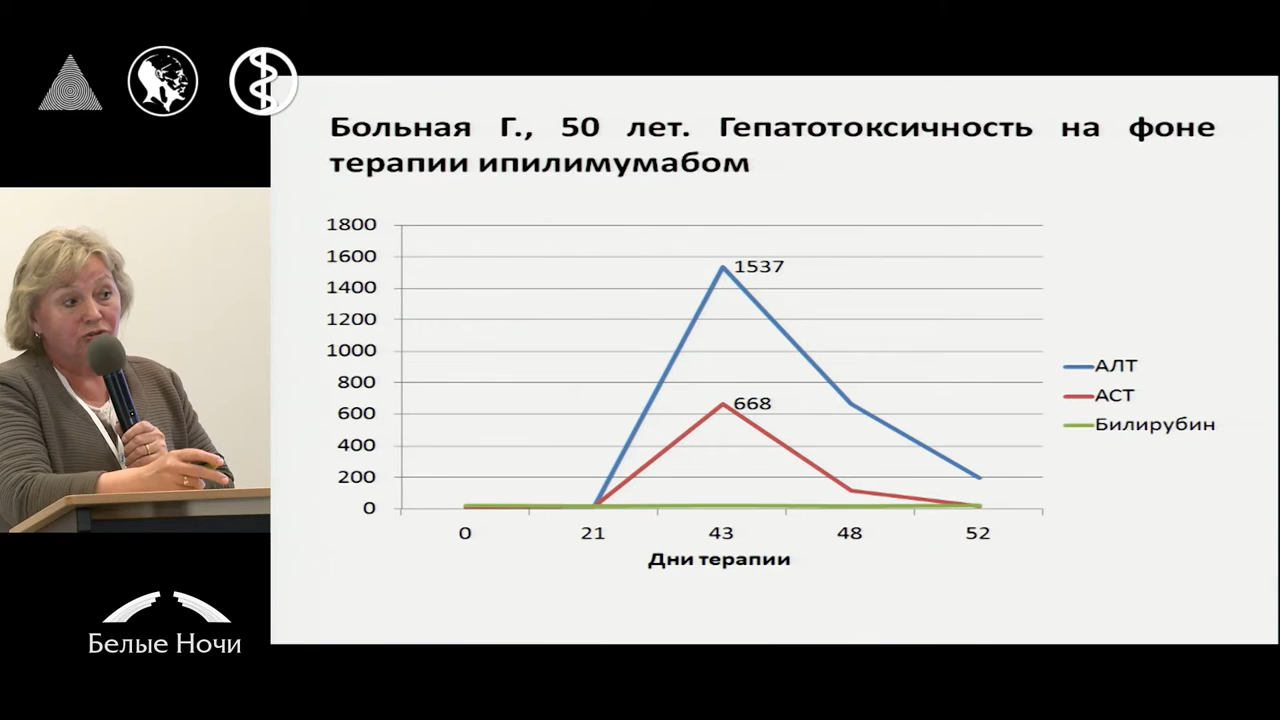 Больная Г., 50 лет. Гепатотоксичность на фоне
терапии ипилимумабом
1800
1600
1400
1200
1000
800
600
400
200
0
1537
668
0 21 43 48 52
Дни терапии
АЛТ
АСТ
Билирубин
Белые Ночи